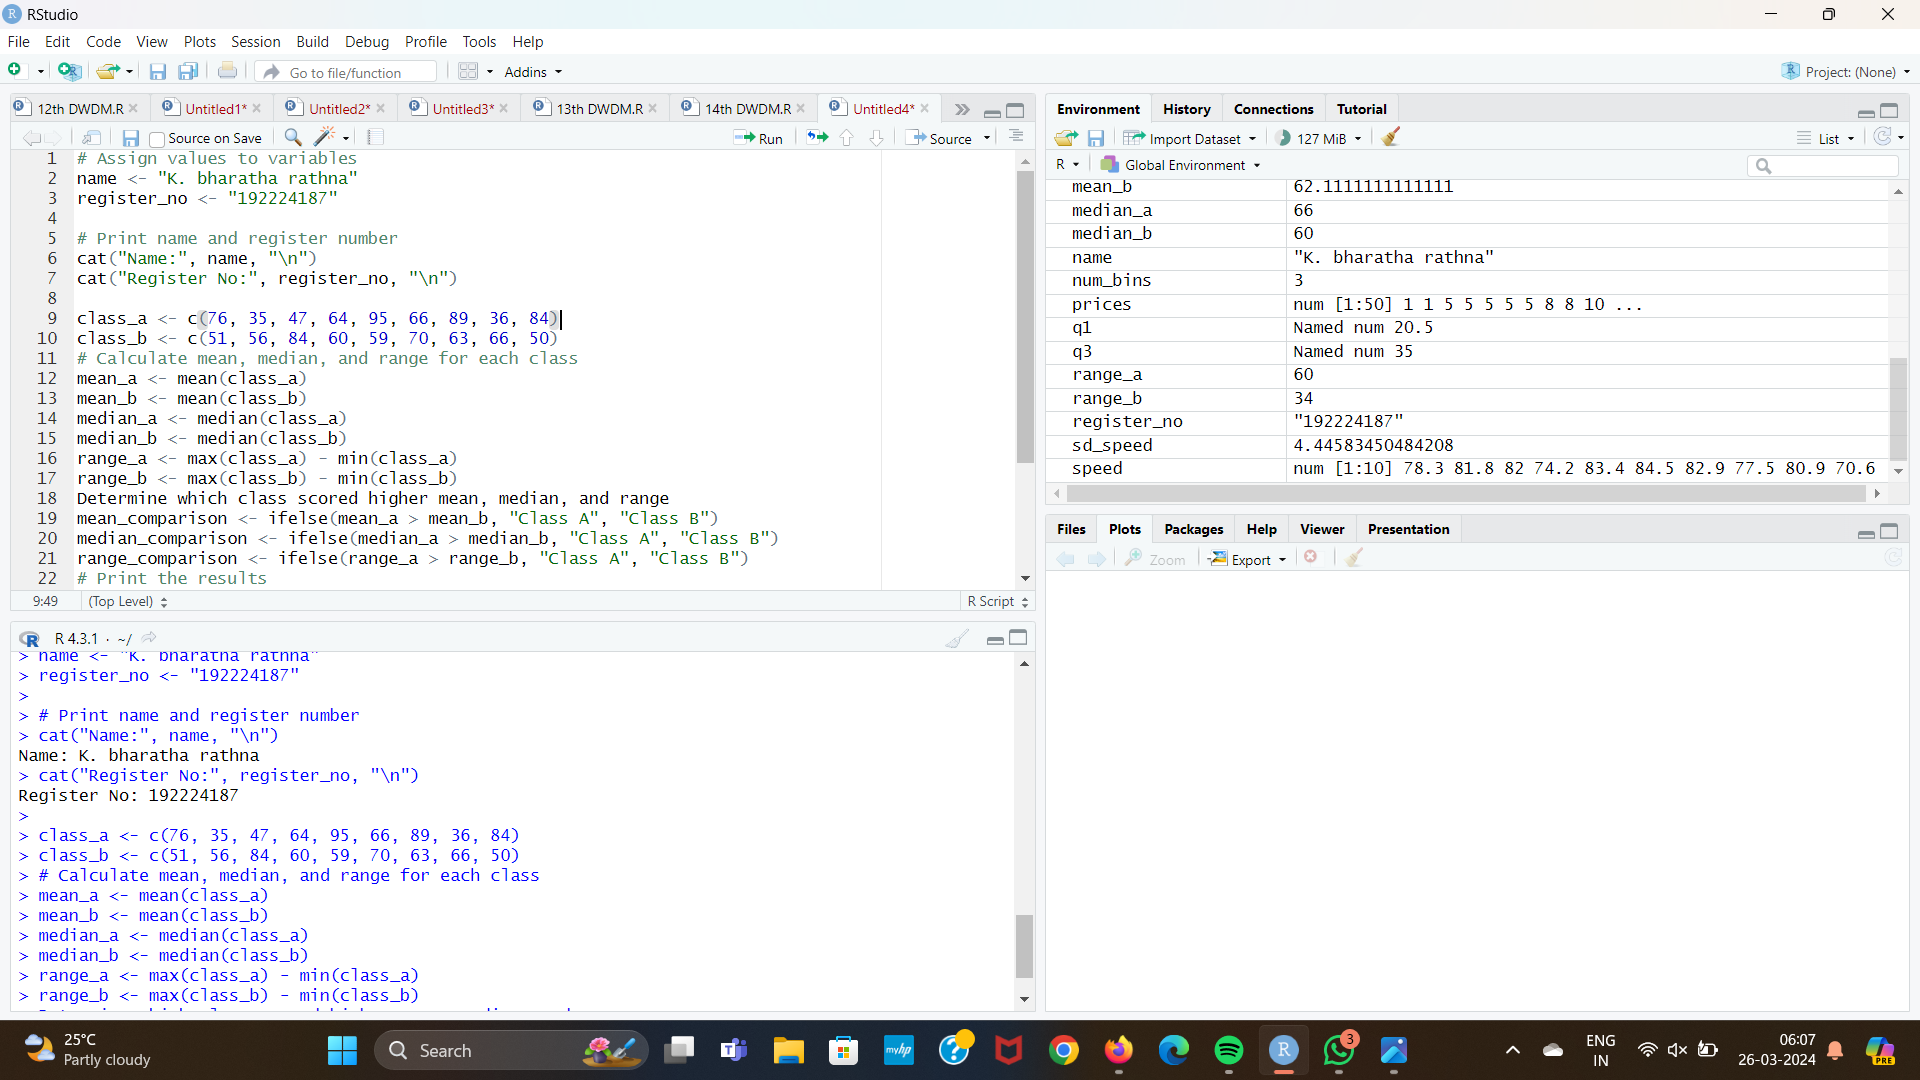 RStudio
File Edit Code View Plots Session Build Debug Profile Tools Help
Go to file/function Addins Project: (None)
12th DWDM.R Untitled1* Untitled2* Untitled3* 13th DWDM.R 14th DWDM.R Untitled4*
Source on Save Run Source
1 # Assign values to variables
2 name <- "K. bharatha rathna"
3 register_no <- "192224187"
4
5 # Print name and register number
6 cat("Name:", name, "\n")
7 cat("Register No:", register_no, "\n")
8
9 class_a <- c(76, 35, 47, 64, 95, 66, 89, 36, 84)
10 class_b <- c(51, 56, 84, 60, 59, 70, 63, 66, 50)
11 # Calculate mean, median, and range for each class
12 mean_a <- mean(class_a)
13 mean_b <- mean(class_b)
14 median_a <- median(class_a)
15 median_b <- median(class_b)
16 range_a <- max(class_a) - min(class_a)
17 range_b <- max(class_b) - min(class_b)
18 Determine which class scored higher mean, median, and range
19 mean_comparison <- ifelse(mean_a > mean_b, "Class A", "Class B")
20 median_comparison <- ifelse(median_a > median_b, "Class A", "Class B")
21 range_comparison <- ifelse(range_a > range_b, "Class A", "Class B")
22 # Print the results
9:49 (Top Level) R Script
R 4.3.1 · ~/
> name <- "K. bharatha rathna"
> register_no <- "192224187"
>
> # Print name and register number
> cat("Name:", name, "\n")
Name: K. bharatha rathna
> cat("Register No:", register_no, "\n")
Register No: 192224187
>
> class_a <- c(76, 35, 47, 64, 95, 66, 89, 36, 84)
> class_b <- c(51, 56, 84, 60, 59, 70, 63, 66, 50)
> # Calculate mean, median, and range for each class
> mean_a <- mean(class_a)
> mean_b <- mean(class_b)
> median_a <- median(class_a)
> median_b <- median(class_b)
> range_a <- max(class_a) - min(class_a)
> range_b <- max(class_b) - min(class_b)
Environment History Connections Tutorial
Import Dataset 127 MiB List
R Global Environment
mean_b 62.1111111111111
median_a 66
median_b 60
name "K. bharatha rathna"
num_bins 3
prices num [1:50] 1 1 5 5 5 5 5 8 8 10 ...
q1 Named num 20.5
q3 Named num 35
range_a 60
range_b 34
register_no "192224187"
sd_speed 4.44583450484208
speed num [1:10] 78.3 81.8 82 74.2 83.4 84.5 82.9 77.5 80.9 70.6
Files Plots Packages Help Viewer Presentation
Zoom Export
25°C
Partly cloudy
Search
myhp
3
ENG
IN
06:07
26-03-2024
PRE